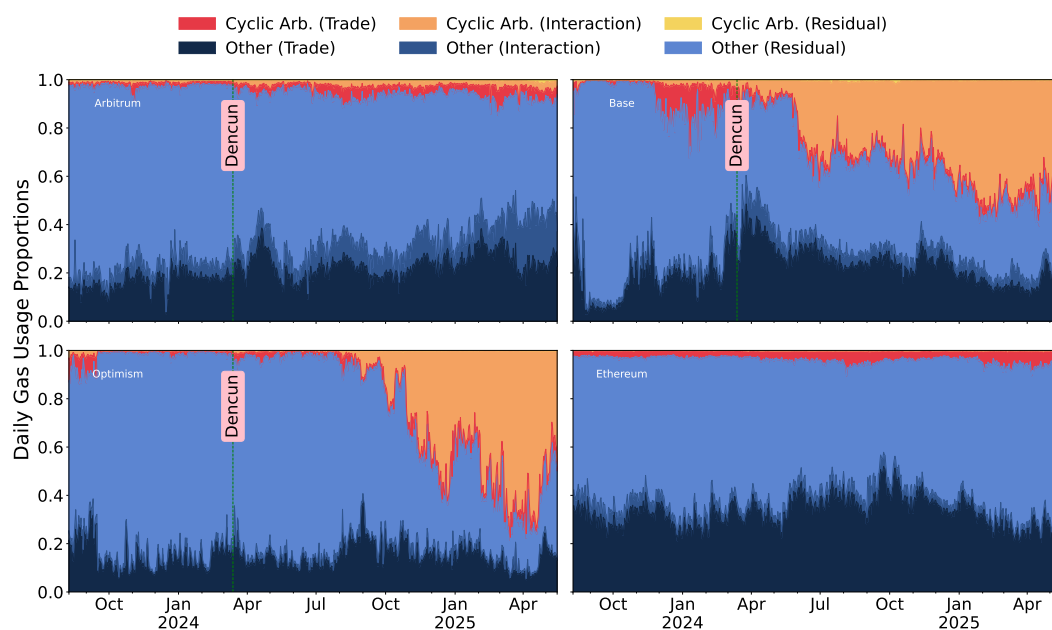 Cyclic Arb. (Trade) Cyclic Arb. (Interaction) Cyclic Arb. (Residual)
Other (Trade) Other (Interaction) Other (Residual)
Daily Gas Usage Proportions
1.0
0.8
0.6
0.4
0.2
0.0
Arbitrum
Dencun
Base
Dencun
1.0
0.8
0.6
0.4
0.2
0.0
Optimism
Dencun
Ethereum
Oct Jan Apr Jul Oct Jan Apr
2024 2025
Oct Jan Apr Jul Oct Jan Apr
2024 2025